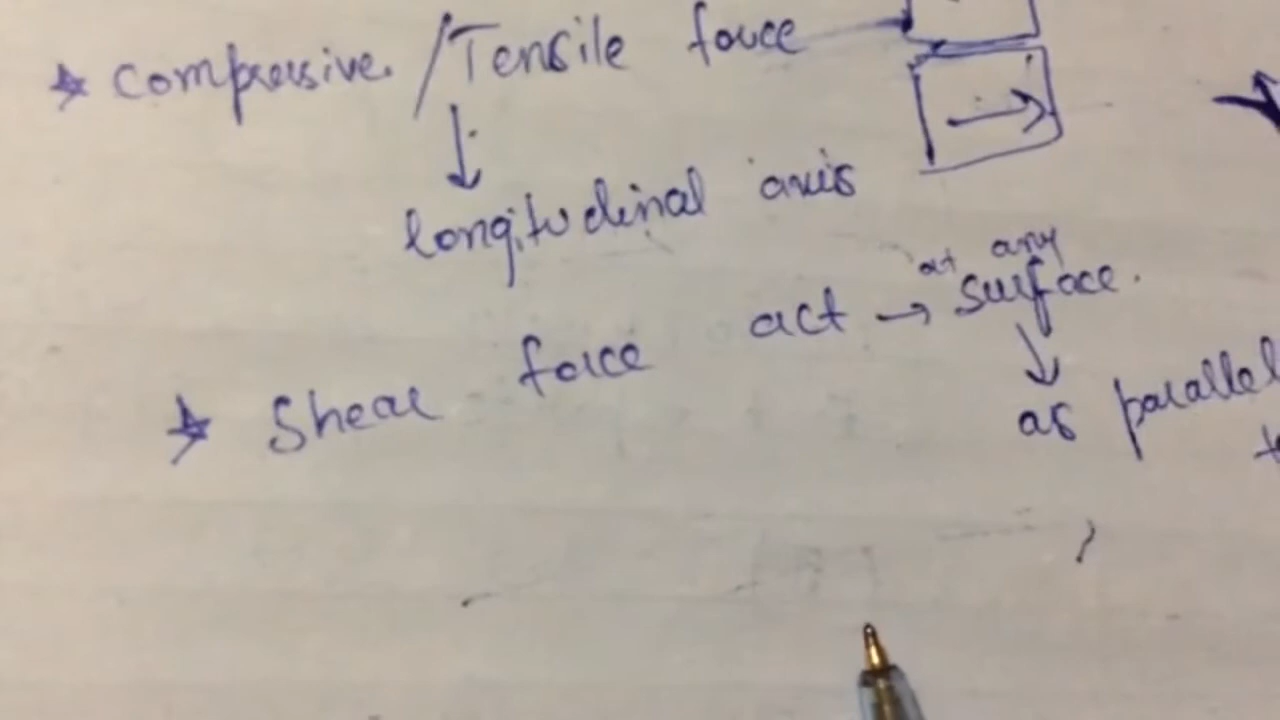 Compressive / Tensile force
longitudinal axis
at any
Shear force act → surface.
as parallel